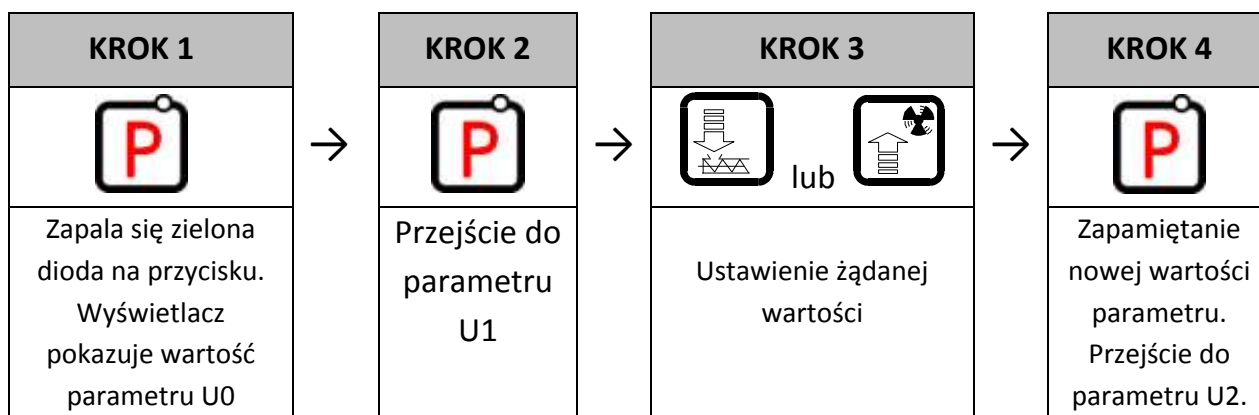 KROK 1
P
Zapala się zielona
dioda na przycisku.
Wyświetlacz
pokazuje wartość
parametru U0
KROK 2
P
Przejście do
parametru
U1
KROK 3
lub
Ustawienie żądanej
wartości
KROK 4
P
Zapamiętanie
nowej wartości
parametru.
Przejście do
parametru U2.